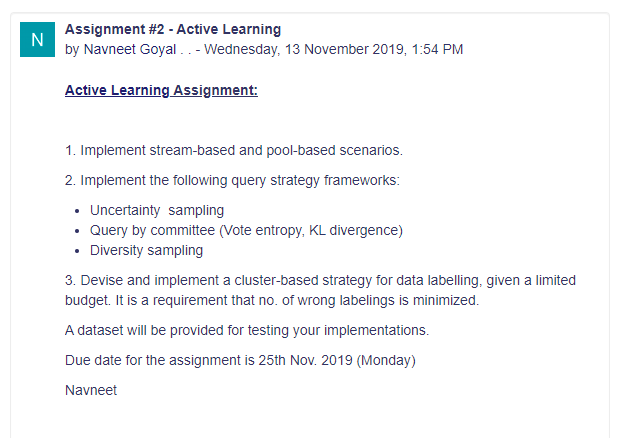 N
Assignment #2 - Active Learning
by Navneet Goyal . . - Wednesday, 13 November 2019, 1:54 PM
Active Learning Assignment:
1. Implement stream-based and pool-based scenarios.
2. Implement the following query strategy frameworks:
• Uncertainty  sampling
• Query by committee (Vote entropy, KL divergence)
• Diversity sampling
3. Devise and implement a cluster-based strategy for data labelling, given a limited
budget. It is a requirement that no. of wrong labelings is minimized.
A dataset will be provided for testing your implementations.
Due date for the assignment is 25th Nov. 2019 (Monday)
Navneet